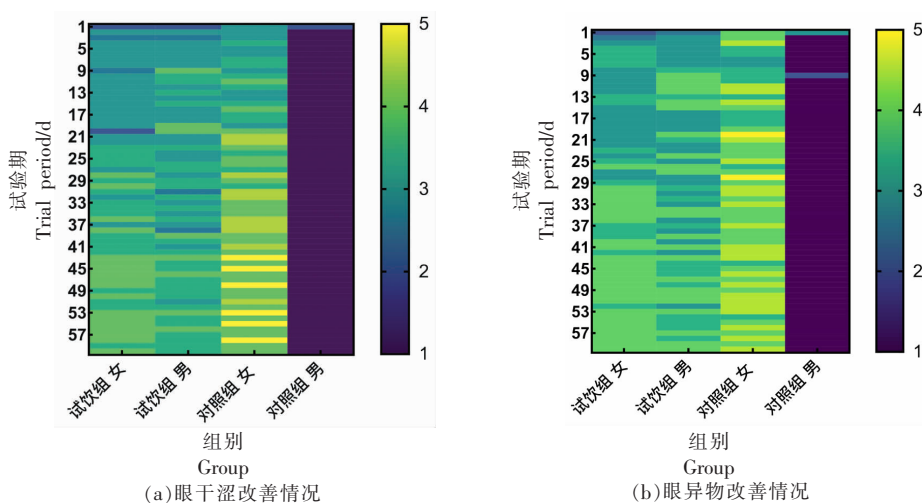 1
5
9
13
17
21
25
29
33
37
41
45
49
53
57
试验期
Trial period/d
5
4
3
2
1
试饮组 女
试饮组 男
对照组 女
对照组 男
组别
Group
(a)眼干涩改善情况
1
5
9
13
17
21
25
29
33
37
41
45
49
53
57
试验期
Trial period/d
5
4
3
2
1
试饮组 女
试饮组 男
对照组 女
对照组 男
组别
Group
(b)眼异物改善情况